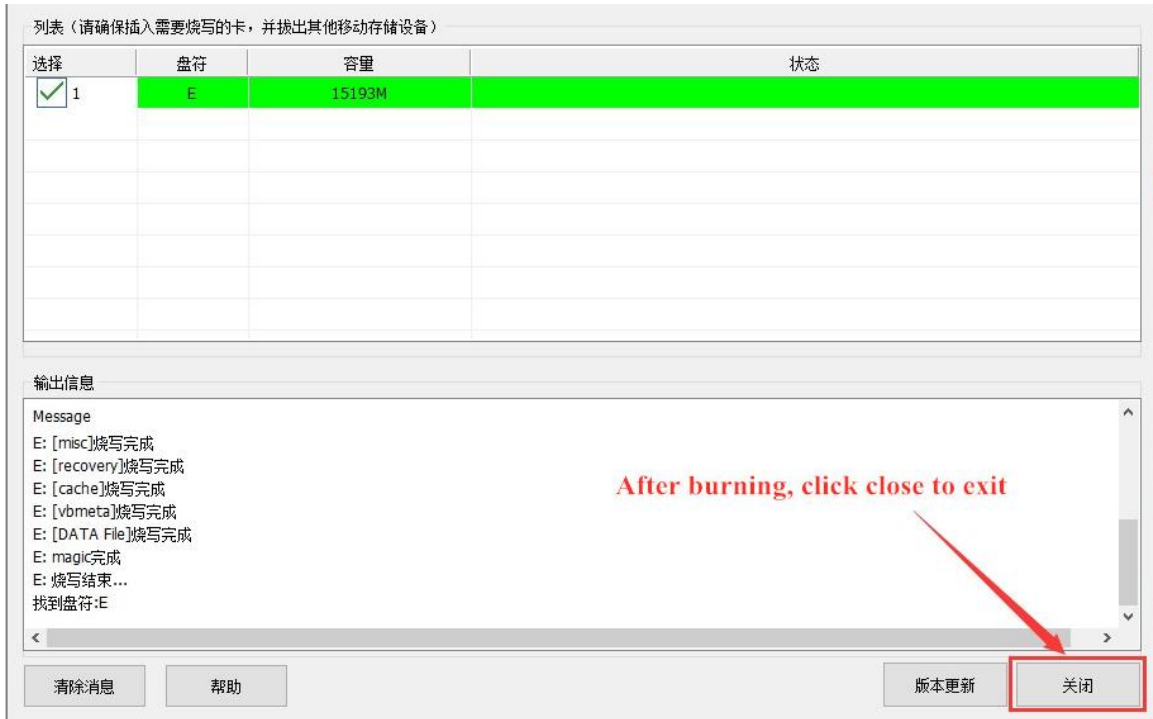 列表（请确保插入需要烧写的卡，并拔出其他移动存储设备）
选择 盘符 容量 状态
1 E 15193M
输出信息
Message
E: [misc]烧写完成
E: [recovery]烧写完成
E: [cache]烧写完成
E: [vbmeta]烧写完成
E: [DATA File]烧写完成
E: magic完成
E: 烧写结束...
找到盘符:E
After burning, click close to exit
清除消息 帮助 版本更新 关闭